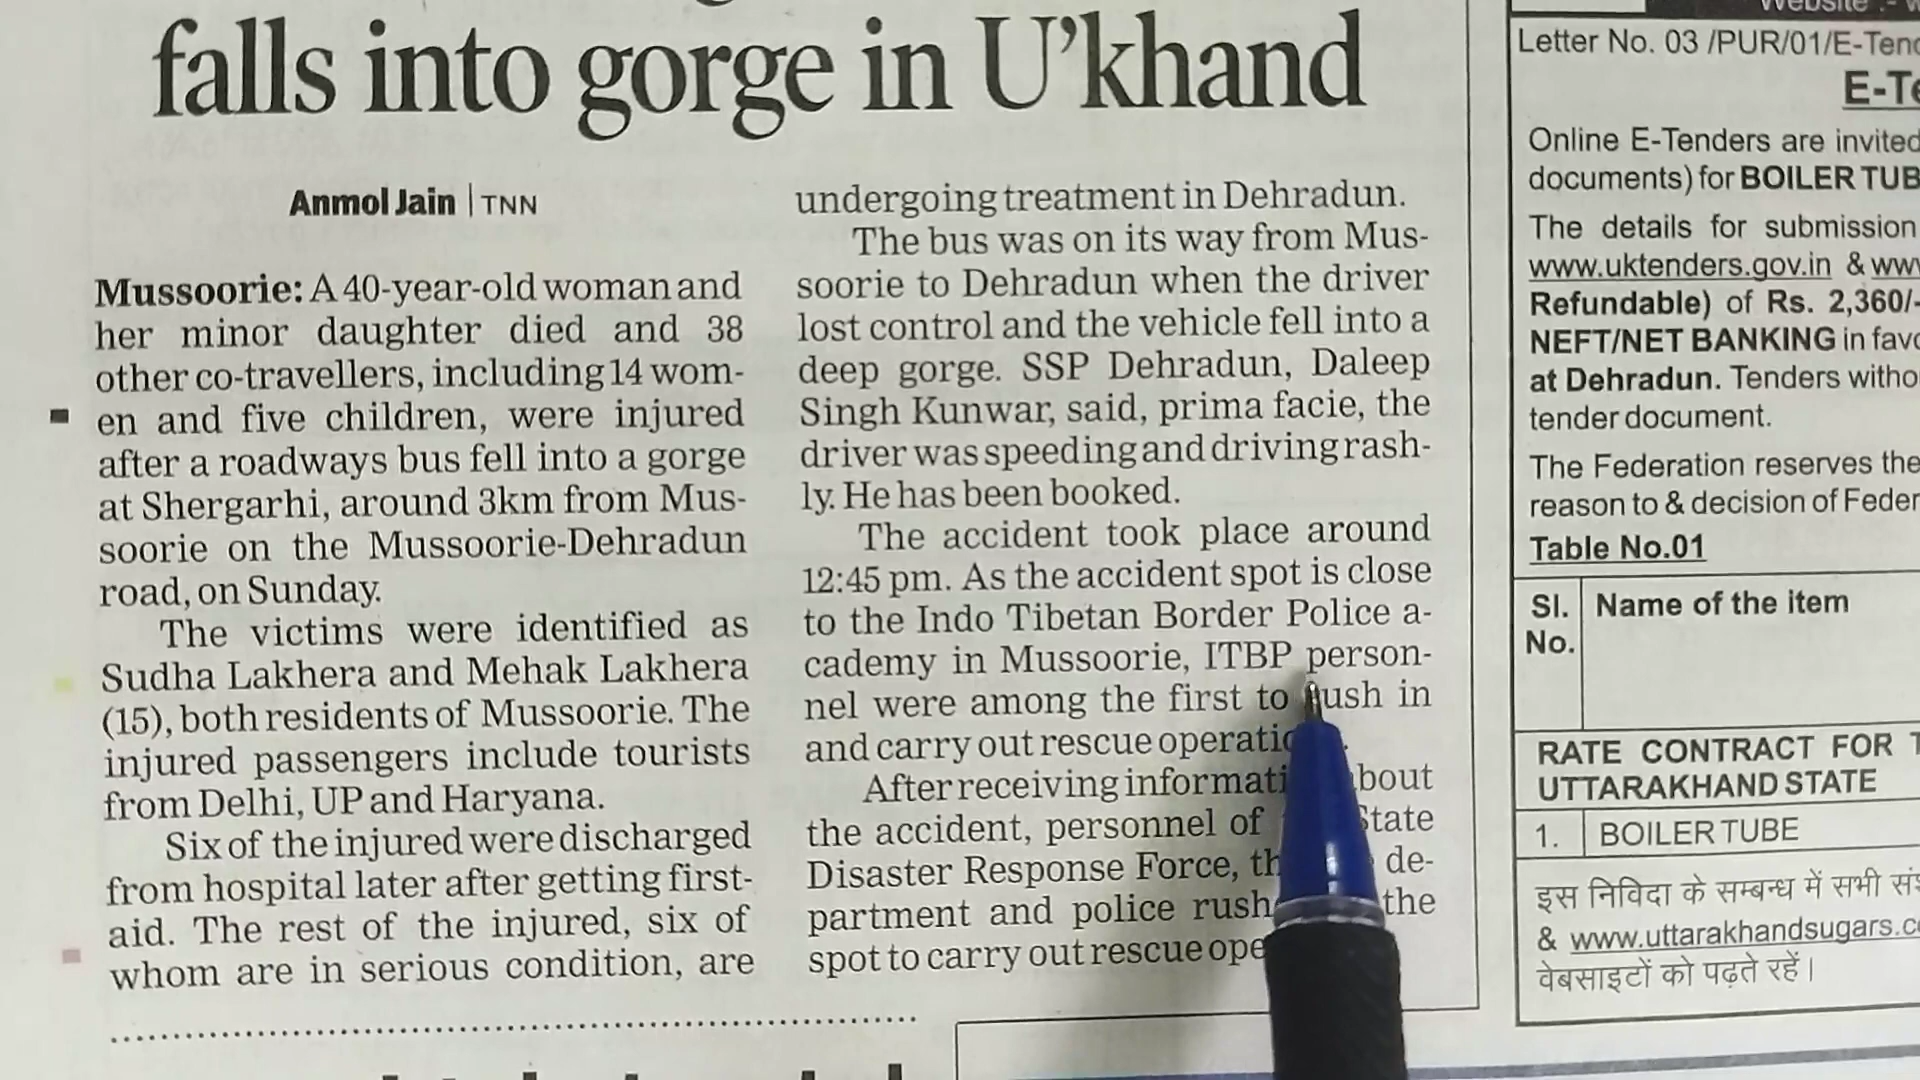 falls into gorge in U'khand
Anmol Jain | TNN
Mussoorie: A 40-year-old woman and
her minor daughter died and 38
other co-travellers, including 14 wom-
en and five children, were injured
after a roadways bus fell into a gorge
at Shergarhi, around 3km from Mus-
soorie on the Mussoorie-Dehradun
road, on Sunday.
The victims were identified as
Sudha Lakhera and Mehak Lakhera
(15), both residents of Mussoorie. The
injured passengers include tourists
from Delhi, UP and Haryana.
Six of the injured were discharged
from hospital later after getting first-
aid. The rest of the injured, six of
whom are in serious condition, are
undergoing treatment in Dehradun.
The bus was on its way from Mus-
soorie to Dehradun when the driver
lost control and the vehicle fell into a
deep gorge. SSP Dehradun, Daleep
Singh Kunwar, said, prima facie, the
driver was speeding and driving rash-
ly. He has been booked.
The accident took place around
12:45 pm. As the accident spot is close
to the Indo Tibetan Border Police a-
cademy in Mussoorie, ITBP person-
nel were among the first to rush in
and carry out rescue
After receiving about
the accident, personnel of State
Disaster Response Force, de-
partment and police the
spot to carry out rescue
Letter No. 03 /PUR/01/
Online E-Tenders are invited
documents) for BOILER
The details for submission
www.uktenders.gov.in &
Refundable) of Rs. 2,360/-
NEFT/NET BANKING in
at Dehradun. Tenders
tender document.
The Federation reserves the
reason to & decision of
Table No.01
Sl. No. Name of the item
RATE CONTRACT FOR
UTTARAKHAND STATE
1. BOILER TUBE
इस निविदा के सम्बन्ध में सभी
&
वेबसाइटों को पढ़ते रहें।